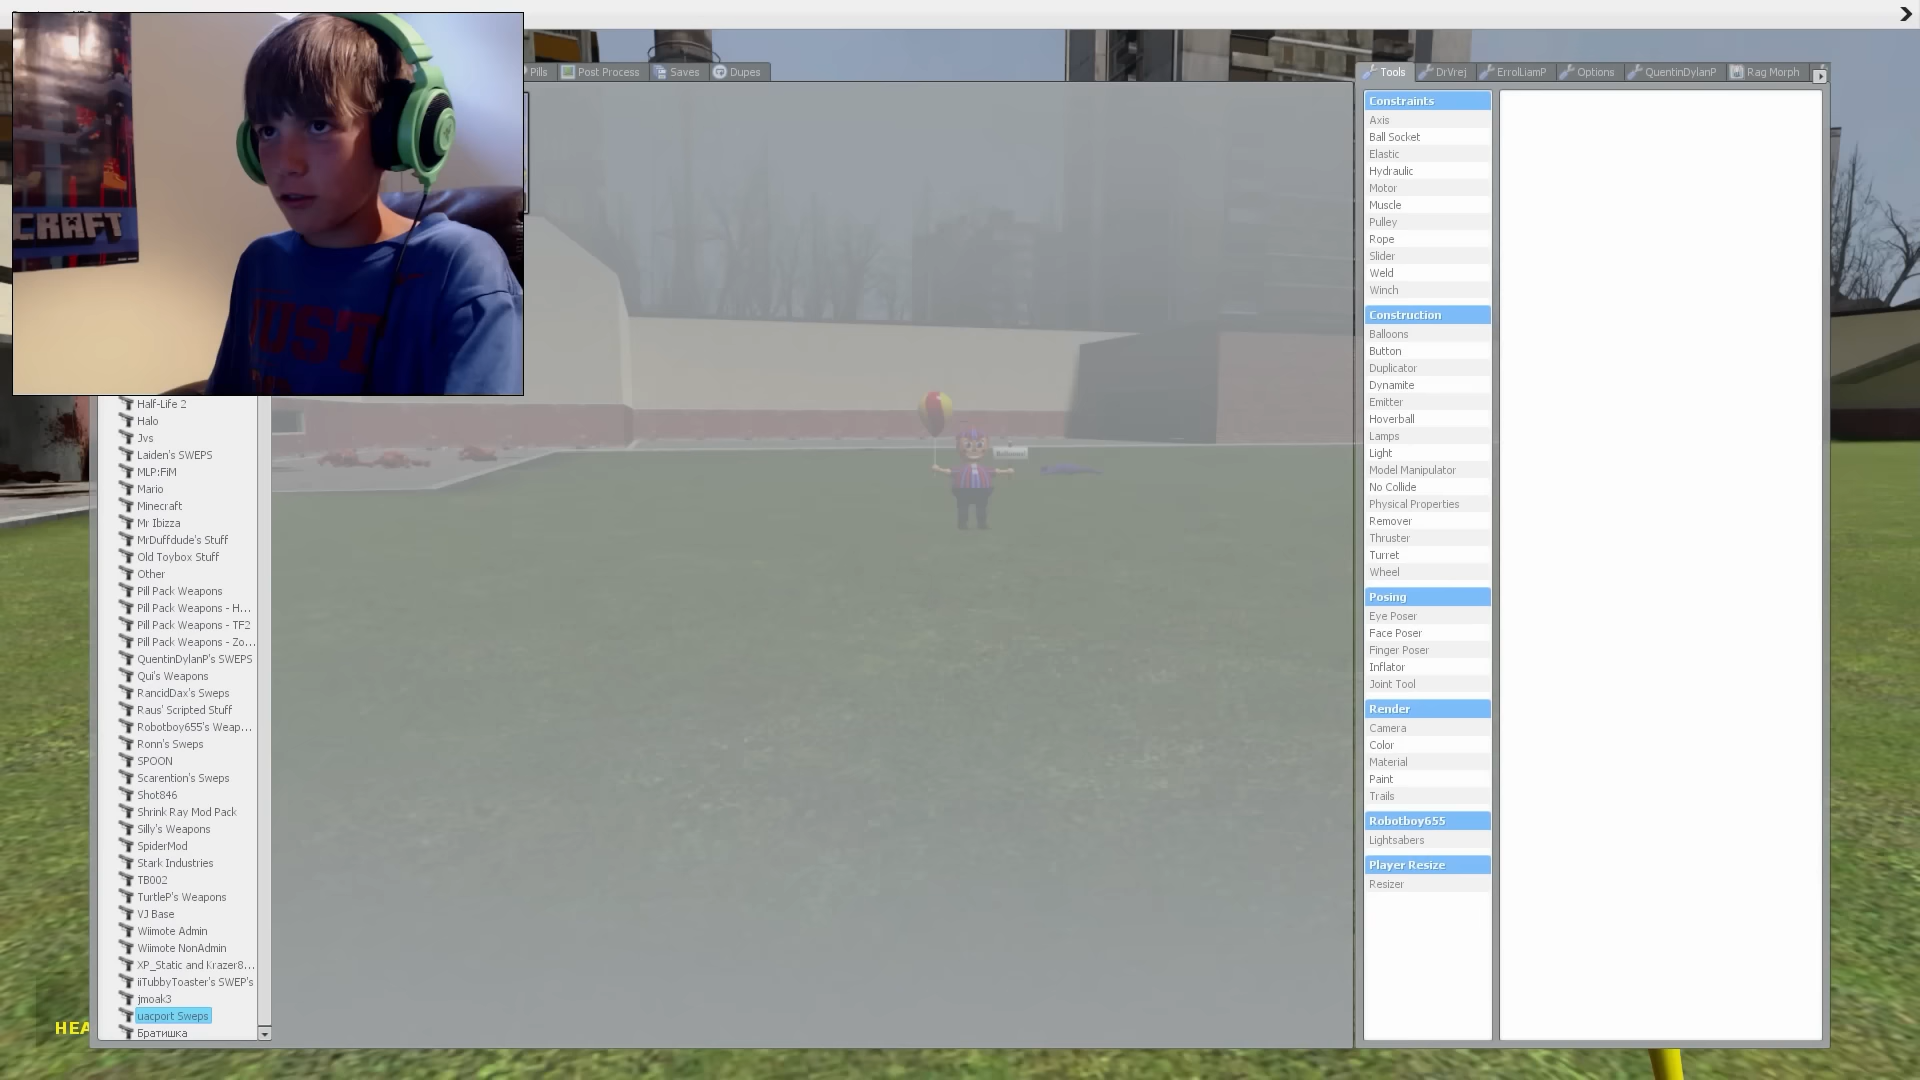 CRAFT
JUST
Pills
Post Process
Saves
Dupes
Half-Life 2
Halo
Jvs
Laiden's SWEPS
MLP:FiM
Mario
Minecraft
Mr Ibizza
MrDuffdude's Stuff
Old Toybox Stuff
Other
Pill Pack Weapons
Pill Pack Weapons - H...
Pill Pack Weapons - TF2
Pill Pack Weapons - Zo...
QuentinDylanP's SWEPS
Qui's Weapons
RancidDax's Sweps
Raus' Scripted Stuff
Robotboy655's Weap...
Ronn's Sweps
SPOON
Scarention's Sweps
Shot846
Shrink Ray Mod Pack
Silly's Weapons
SpiderMod
Stark Industries
TB002
TurtleP's Weapons
VJ Base
Wiimote Admin
Wiimote NonAdmin
XP_Static and Krazer8...
iiTubbyToaster's SWEP's
jmoak3
uacport Sweps
Братишка
HEA
Tools
DrVrej
ErrolLiamP
Options
QuentinDylanP
Rag Morph
Constraints
Axis
Ball Socket
Elastic
Hydraulic
Motor
Muscle
Pulley
Rope
Slider
Weld
Winch
Construction
Balloons
Button
Duplicator
Dynamite
Emitter
Hoverball
Lamps
Light
Model Manipulator
No Collide
Physical Properties
Remover
Thruster
Turret
Wheel
Posing
Eye Poser
Face Poser
Finger Poser
Inflator
Joint Tool
Render
Camera
Color
Material
Paint
Trails
Robotboy655
Lightsabers
Player Resize
Resizer